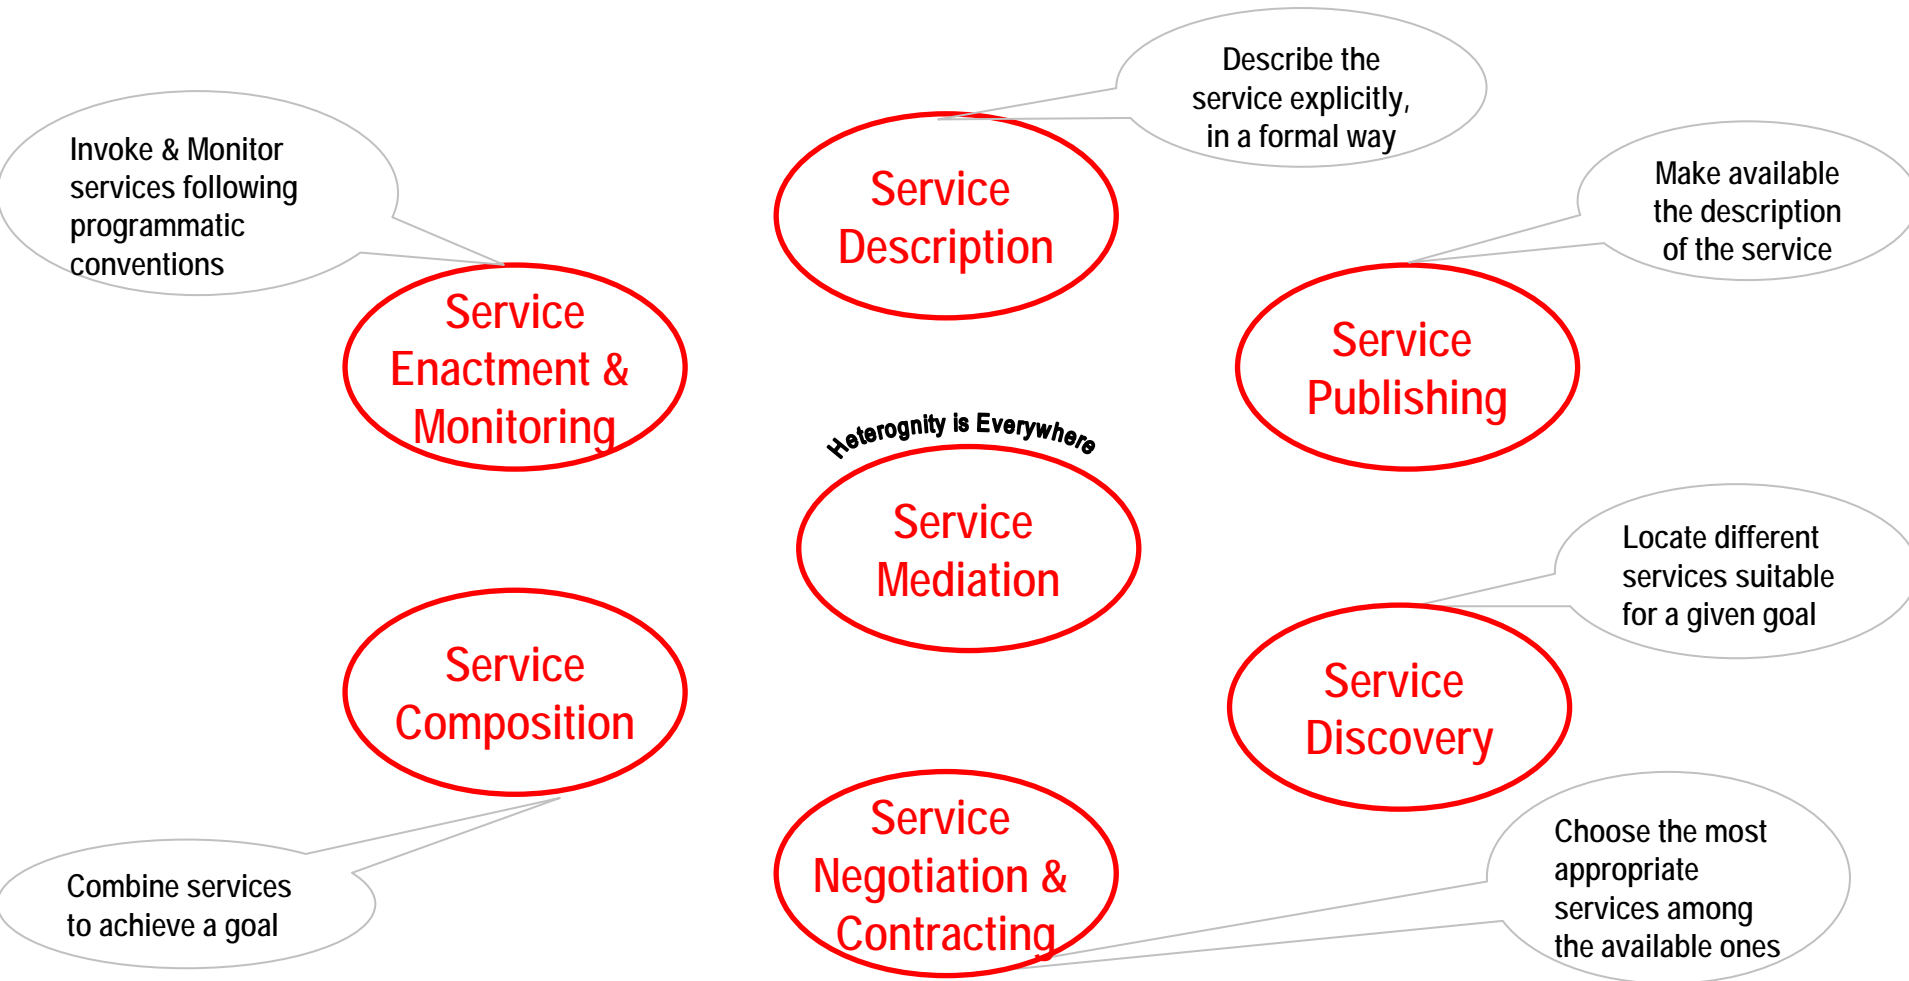 Describe the
service explicitly,
in a formal way
Invoke & Monitor
services following
programmatic
conventions
Service
Description
Make available
the description
of the service
Service
Enactment &
Monitoring
Service
Publishing
Heterognity is Everywhere
Service
Mediation
Locate different
services suitable
for a given goal
Service
Composition
Service
Discovery
Service
Negotiation &
Contracting
Choose the most
appropriate
services among
the available ones
Combine services
to achieve a goal